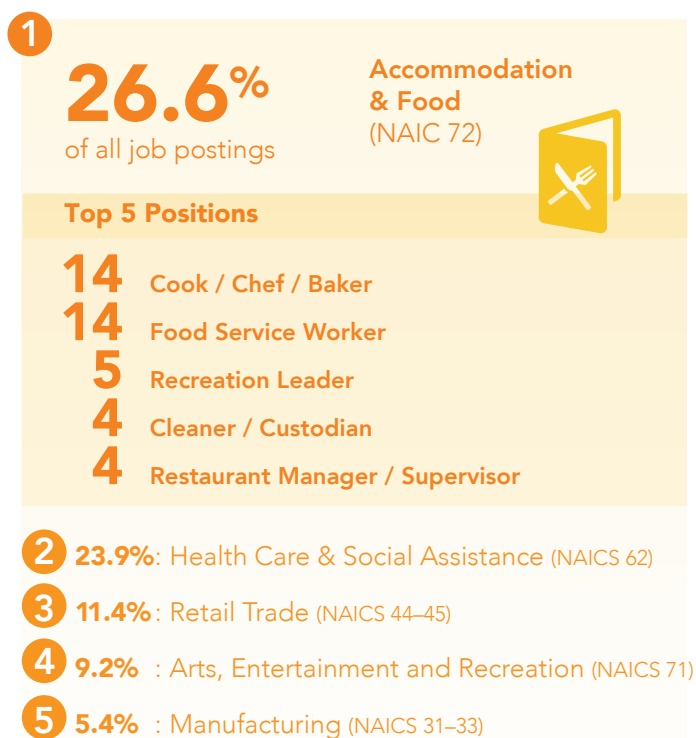 1
26.6%
of all job postings
Accommodation
& Food
(NAIC 72)
Top 5 Positions
14 Cook / Chef / Baker
14 Food Service Worker
5 Recreation Leader
4 Cleaner / Custodian
4 Restaurant Manager / Supervisor
2 23.9%: Health Care & Social Assistance (NAICS 62)
3 11.4%: Retail Trade (NAICS 44–45)
4 9.2% : Arts, Entertainment and Recreation (NAICS 71)
5 5.4% : Manufacturing (NAICS 31–33)